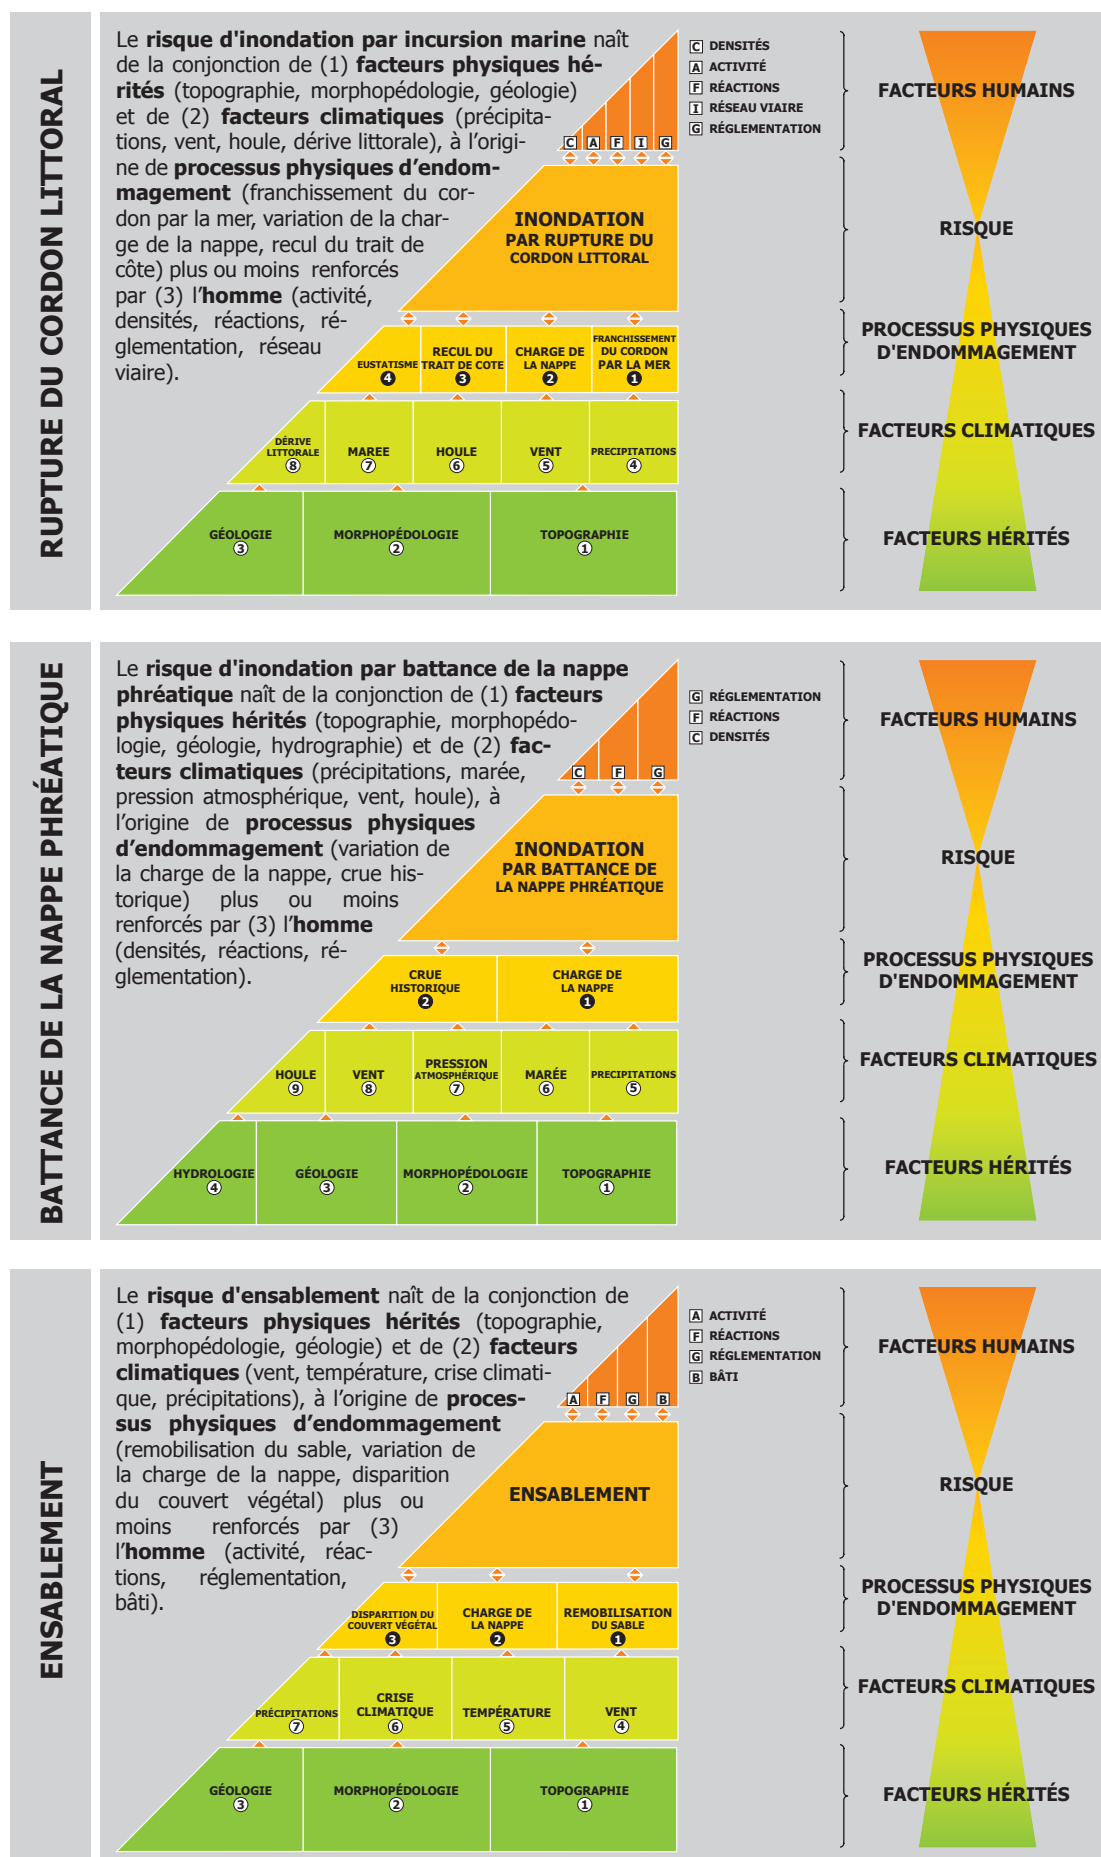 RUPTURE DU CORDON LITTORAL
Le risque d'inondation par incursion marine naît
de la conjonction de (1) facteurs physiques hé-
rités (topographie, morphopédologie, géologie)
et de (2) facteurs climatiques (précipita-
tions, vent, houle, dérive littorale), à l'origi-
ne de processus physiques d'endom-
magement (franchissement du cor-
don par la mer, variation de la char-
ge de la nappe, recul du trait de
côte) plus ou moins renforcés
par (3) l'homme (activité,
densités, réactions, ré-
glementation, réseau
viaire).
C DENSITÉS
A ACTIVITÉ
F RÉACTIONS
I RÉSEAU VIAIRE
G RÉGLEMENTATION
C A F I G
INONDATION
PAR RUPTURE DU
CORDON LITTORAL
EUSTATISME
4
RECUL DU
TRAIT DE COTE
3
CHARGE DE
LA NAPPE
2
FRANCHISSEMENT
DU CORDON
PAR LA MER
1
DÉRIVE
LITTORALE
8
MAREE
7
HOULE
6
VENT
5
PRECIPITATIONS
4
GÉOLOGIE
3
MORPHOPÉDOLOGIE
2
TOPOGRAPHIE
1
FACTEURS HUMAINS
RISQUE
PROCESSUS PHYSIQUES
D'ENDOMMAGEMENT
FACTEURS CLIMATIQUES
FACTEURS HÉRITÉS
BATTANCE DE LA NAPPE PHRÉATIQUE
Le risque d'inondation par battance de la nappe
phréatique naît de la conjonction de (1) facteurs
physiques hérités (topographie, morphopédo-
logie, géologie, hydrographie) et de (2) fac-
teurs climatiques (précipitations, marée,
pression atmosphérique, vent, houle), à
l'origine de processus physiques
d'endommagement (variation de
la charge de la nappe, crue his-
torique) plus ou moins
renforcés par (3) l'homme
(densités, réactions, ré-
glementation).
G RÉGLEMENTATION
F RÉACTIONS
C DENSITÉS
C F G
INONDATION
PAR BATTANCE DE
LA NAPPE PHRÉATIQUE
CRUE
HISTORIQUE
2
CHARGE DE
LA NAPPE
1
HOULE
9
VENT
8
PRESSION
ATMOSPHÉRIQUE
7
MARÉE
6
PRECIPITATIONS
5
HYDROLOGIE
4
GÉOLOGIE
3
MORPHOPÉDOLOGIE
2
TOPOGRAPHIE
1
FACTEURS HUMAINS
RISQUE
PROCESSUS PHYSIQUES
D'ENDOMMAGEMENT
FACTEURS CLIMATIQUES
FACTEURS HÉRITÉS
ENSABLEMENT
Le risque d'ensablement naît de la conjonction de
(1) facteurs physiques hérités (topographie,
morphopédologie, géologie) et de (2) facteurs
climatiques (vent, température, crise climati-
que, précipitations), à l'origine de proces-
sus physiques d'endommagement
(remobilisation du sable, variation de
la charge de la nappe, disparition
du couvert végétal) plus ou
moins renforcés par (3)
l'homme (activité, réac-
tions, réglementation,
bâti).
A ACTIVITÉ
F RÉACTIONS
G RÉGLEMENTATION
B BÂTI
A F G B
ENSABLEMENT
DISPARITION DU
COUVERT VÉGÉTAL
3
CHARGE DE
LA NAPPE
2
REMOBILISATION
DU SABLE
1
PRÉCIPITATIONS
7
CRISE
CLIMATIQUE
6
TEMPÉRATURE
5
VENT
4
GÉOLOGIE
3
MORPHOPÉDOLOGIE
2
TOPOGRAPHIE
1
FACTEURS HUMAINS
RISQUE
PROCESSUS PHYSIQUES
D'ENDOMMAGEMENT
FACTEURS CLIMATIQUES
FACTEURS HÉRITÉS